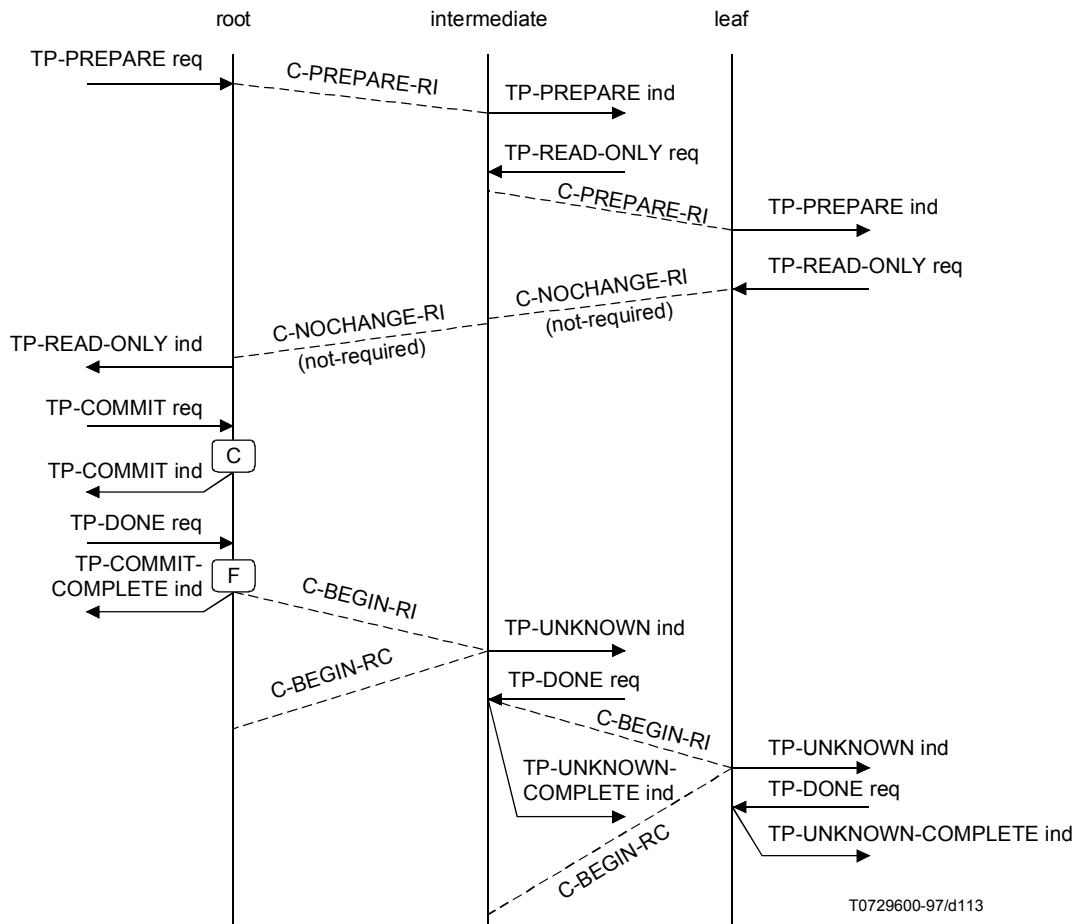 root
intermediate
leaf
TP-PREPARE req
C-PREPARE-RI
TP-PREPARE ind
TP-READ-ONLY req
C-PREPARE-RI
TP-PREPARE ind
TP-READ-ONLY req
C-NOCHANGE-RI
(not-required)
C-NOCHANGE-RI
(not-required)
TP-READ-ONLY ind
TP-COMMIT req
C
TP-COMMIT ind
TP-DONE req
TP-COMMIT-
COMPLETE ind
F
C-BEGIN-RI
TP-UNKNOWN ind
C-BEGIN-RC
TP-DONE req
C-BEGIN-RI
TP-UNKNOWN ind
TP-UNKNOWN-
COMPLETE ind
TP-DONE req
TP-UNKNOWN-COMPLETE ind
C-BEGIN-RC
T0729600-97/d113